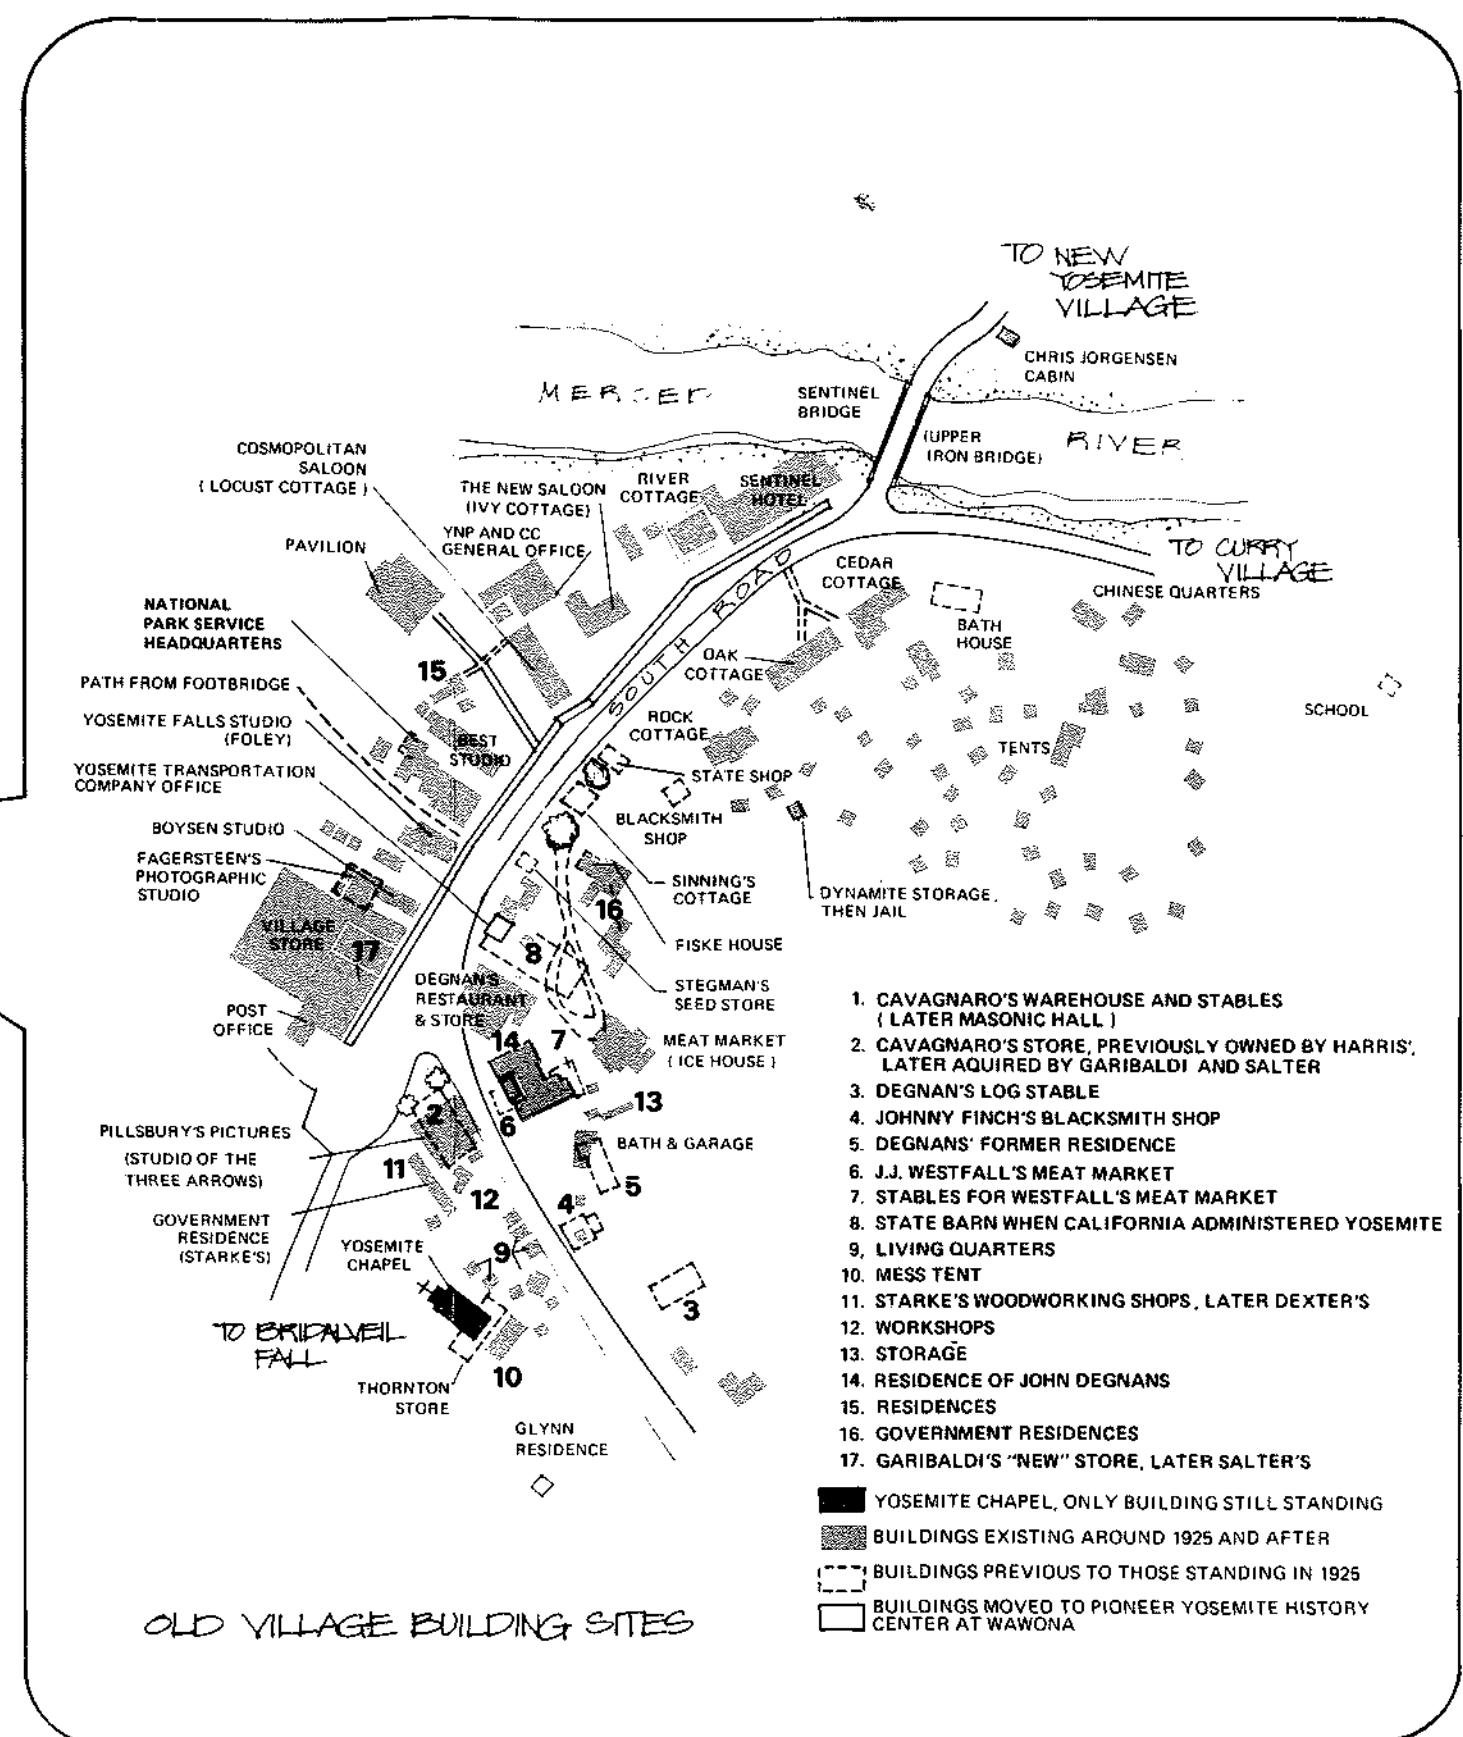 TO NEW
YOSEMITE
VILLAGE
CHRIS JORGENSEN
CABIN
MERCED
SENTINEL
BRIDGE
(UPPER
IRON BRIDGE)
RIVER
COSMOPOLITAN
SALOON
(LOCUST COTTAGE)
THE NEW SALOON
(IVY COTTAGE)
RIVER
COTTAGE
SENTINEL
HOTEL
YNP AND CC
GENERAL OFFICE
PAVILION
TO CURRY
VILLAGE
CEDAR
COTTAGE
CHINESE QUARTERS
BATH
HOUSE
NATIONAL
PARK SERVICE
HEADQUARTERS
SOUTH ROAD
OAK
COTTAGE
15
PATH FROM FOOTBRIDGE
SCHOOL
YOSEMITE FALLS STUDIO
(FOLEY)
ROCK
COTTAGE
BEST
STUDIO
TENTS
YOSEMITE TRANSPORTATION
COMPANY OFFICE
STATE SHOP
BLACKSMITH
SHOP
BOYSEN STUDIO
FAGERSTEEN'S
PHOTOGRAPHIC
STUDIO
SINNING'S
COTTAGE
DYNAMITE STORAGE,
THEN JAIL
16
VILLAGE
STORE
17
8
FISKE HOUSE
DEGNAN'S
RESTAURANT
& STORE
STEGMAN'S
SEED STORE
POST
OFFICE
14
7
MEAT MARKET
(ICE HOUSE)
13
2
6
PILLSBURY'S PICTURES
(STUDIO OF THE
THREE ARROWS)
BATH & GARAGE
11
12
5
4
GOVERNMENT
RESIDENCE
(STARKE'S)
YOSEMITE
CHAPEL
9
3
TO BRIDALVEIL
FALL
10
THORNTON
STORE
GLYNN
RESIDENCE
1. CAVAGNARO'S WAREHOUSE AND STABLES
(LATER MASONIC HALL)
2. CAVAGNARO'S STORE, PREVIOUSLY OWNED BY HARRIS',
LATER AQUIRED BY GARIBALDI AND SALTER
3. DEGNAN'S LOG STABLE
4. JOHNNY FINCH'S BLACKSMITH SHOP
5. DEGNANS' FORMER RESIDENCE
6. J.J. WESTFALL'S MEAT MARKET
7. STABLES FOR WESTFALL'S MEAT MARKET
8. STATE BARN WHEN CALIFORNIA ADMINISTERED YOSEMITE
9, LIVING QUARTERS
10. MESS TENT
11. STARKE'S WOODWORKING SHOPS, LATER DEXTER'S
12. WORKSHOPS
13. STORAGE
14. RESIDENCE OF JOHN DEGNANS
15. RESIDENCES
16. GOVERNMENT RESIDENCES
17. GARIBALDI'S "NEW" STORE, LATER SALTER'S
YOSEMITE CHAPEL, ONLY BUILDING STILL STANDING
BUILDINGS EXISTING AROUND 1925 AND AFTER
BUILDINGS PREVIOUS TO THOSE STANDING IN 1925
BUILDINGS MOVED TO PIONEER YOSEMITE HISTORY
CENTER AT WAWONA
OLD VILLAGE BUILDING SITES